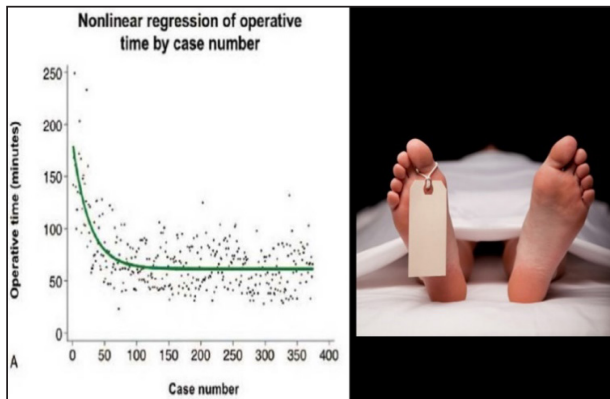 Nonlinear regression of operative
time by case number
Operative time (minutes)
250
200
150
100
50
0
0 50 100 150 200 250 300 350 400
A
Case number